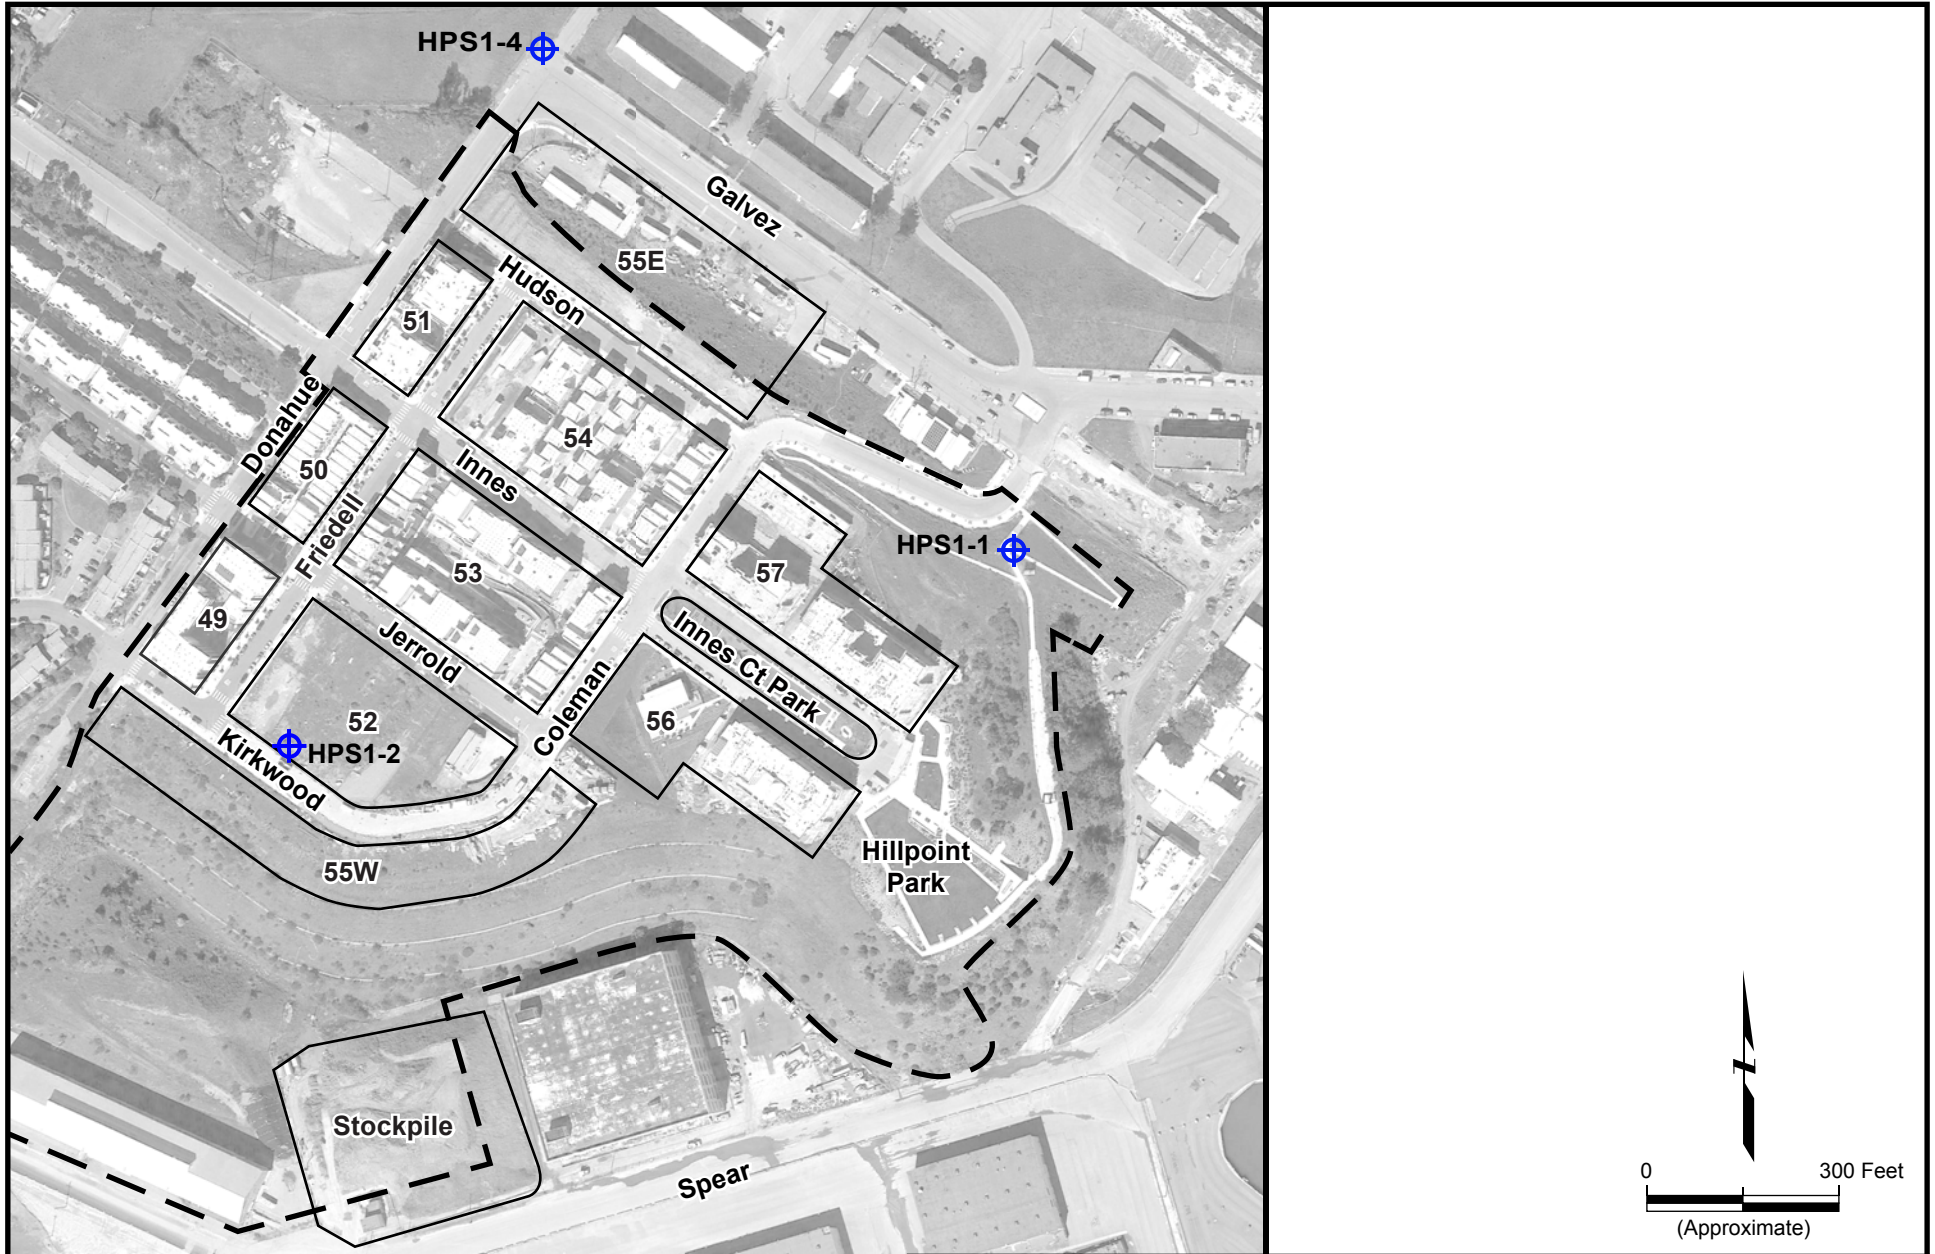 HPS1-4
Galvez
55E
Hudson
51
Donahue
50
54
Innes
Friedell
53
HPS1-1
57
49
Jerrold
Innes Ct Park
Coleman
56
52
HPS1-2
Kirkwood
55W
Hillpoint
Park
Stockpile
Spear
N
0 300 Feet
(Approximate)